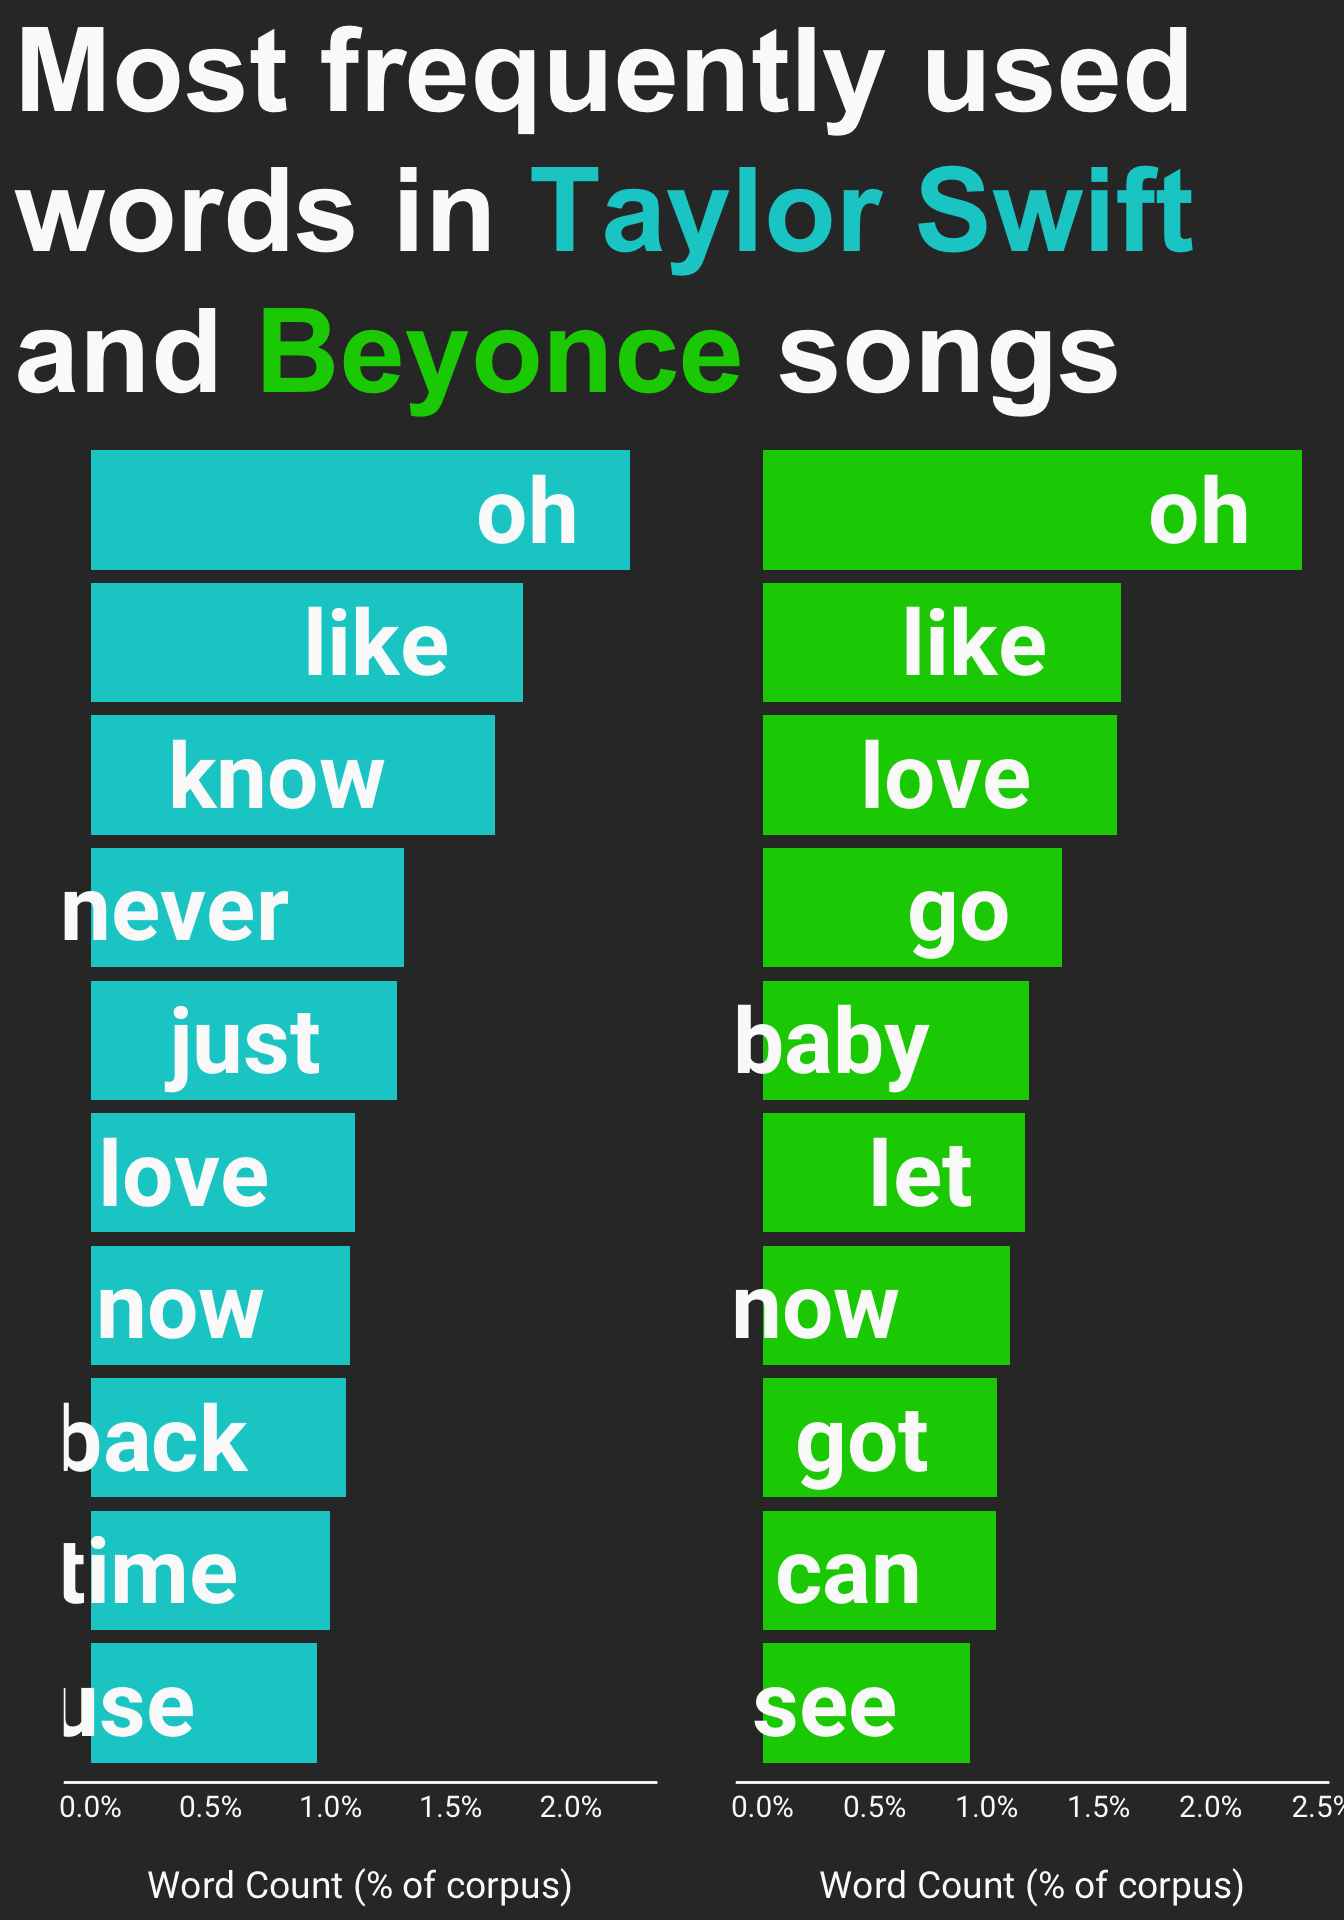 Most frequently used
words in Taylor Swift
and Beyonce songs
oh
like
know
never
just
love
now
back
time
use
0.0% 0.5% 1.0% 1.5% 2.0%
Word Count (% of corpus)
oh
like
love
go
baby
let
now
got
can
see
0.0% 0.5% 1.0% 1.5% 2.0% 2.5%
Word Count (% of corpus)